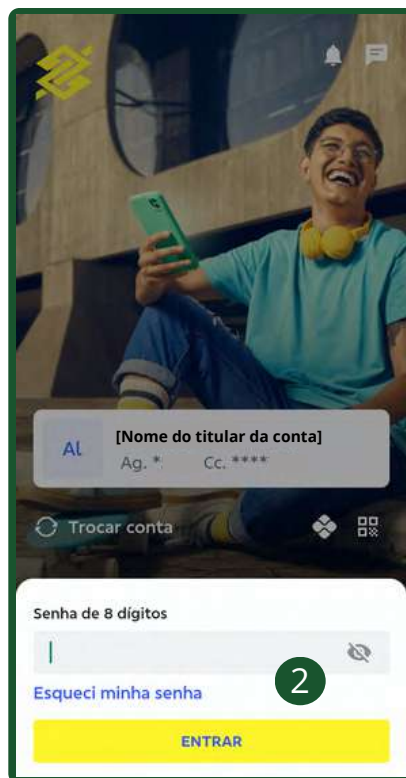 AL
[Nome do titular da conta]
Ag. *. Cc. ****
Trocar conta
Senha de 8 dígitos
Esqueci minha senha
2
ENTRAR